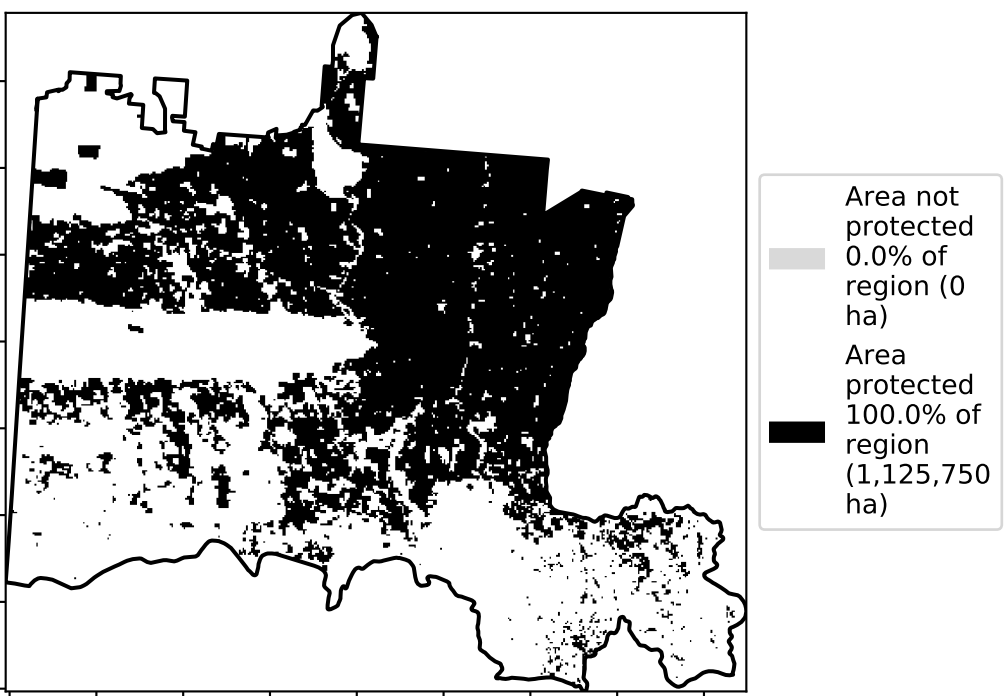 Area not
protected
0.0% of
region (0
ha)
Area
protected
100.0% of
region
(1,125,750
ha)